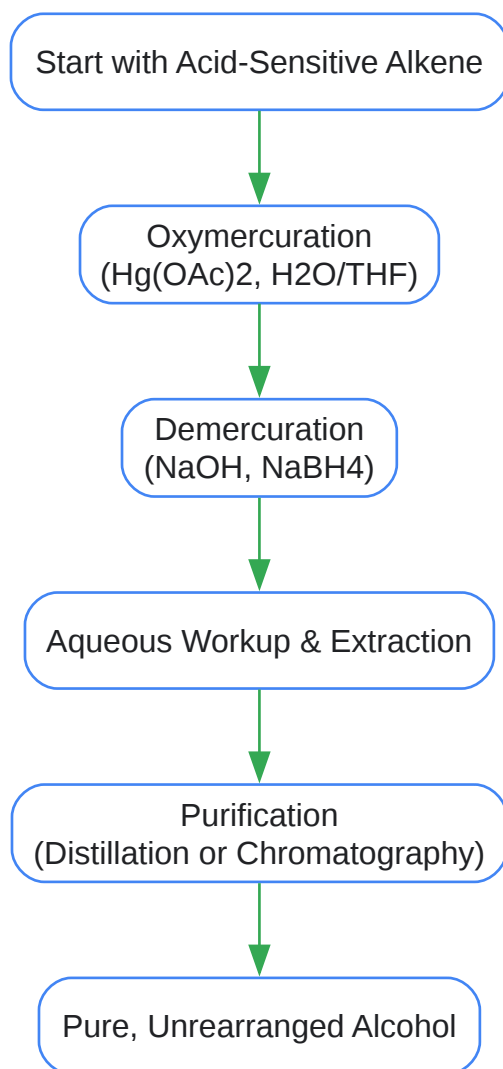 Start with Acid-Sensitive Alkene
Oxymercuration
(Hg(OAc)2, H2O/THF)
Demercuration
(NaOH, NaBH4)
Aqueous Workup & Extraction
Purification
(Distillation or Chromatography)
Pure, Unrearranged Alcohol